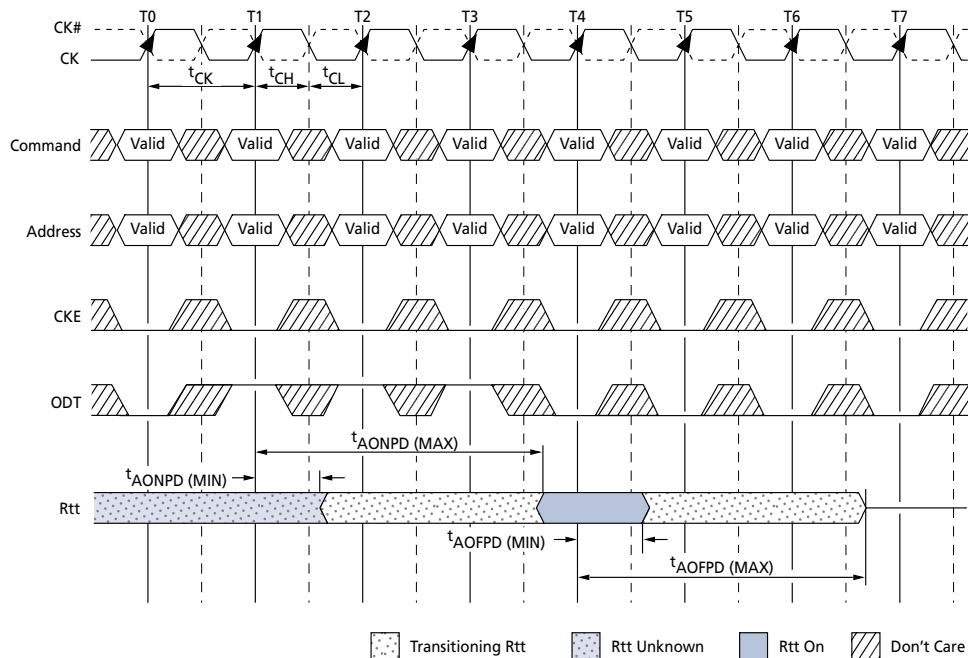 T0 T1 T2 T3 T4 T5 T6 T7
CK#
CK
tCK tCH tCL
Command Valid Valid Valid Valid Valid Valid Valid Valid
Address Valid Valid Valid Valid Valid Valid Valid Valid
CKE
ODT
tAONPD (MAX)
tAONPD (MIN)
Rtt
tAOFPD (MIN)
tAOFPD (MAX)
Transitioning Rtt Rtt Unknown Rtt On Don't Care